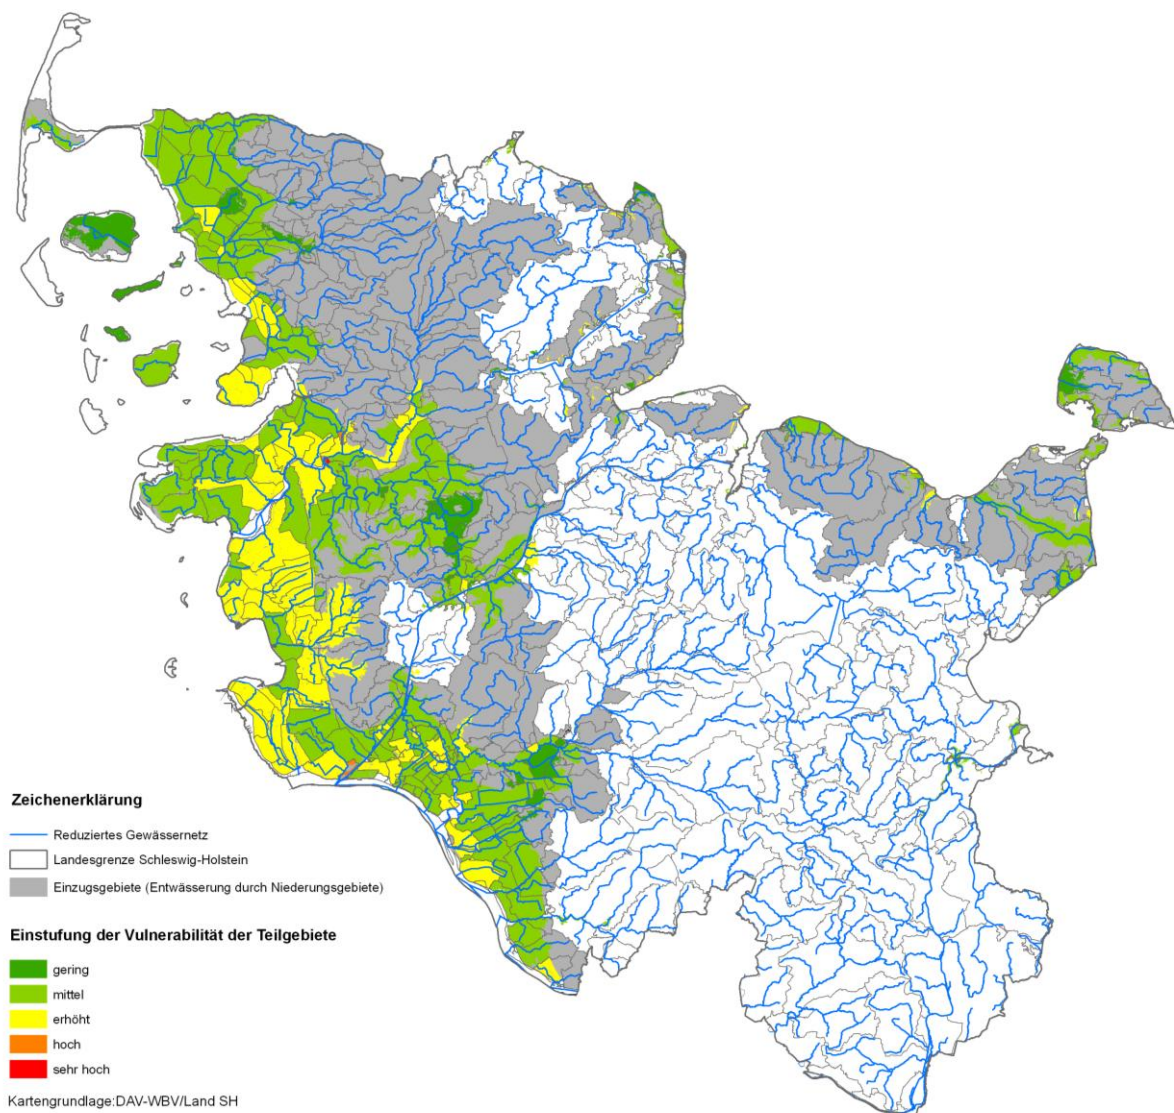 Zeichenerklärung
Reduziertes Gewässernetz
Landesgrenze Schleswig-Holstein
Einzugsgebiete (Entwässerung durch Niederungsgebiete)
Einstufung der Vulnerabilität der Teilgebiete
gering
mittel
erhöht
hoch
sehr hoch
Kartengrundlage:DAV-WBV/Land SH